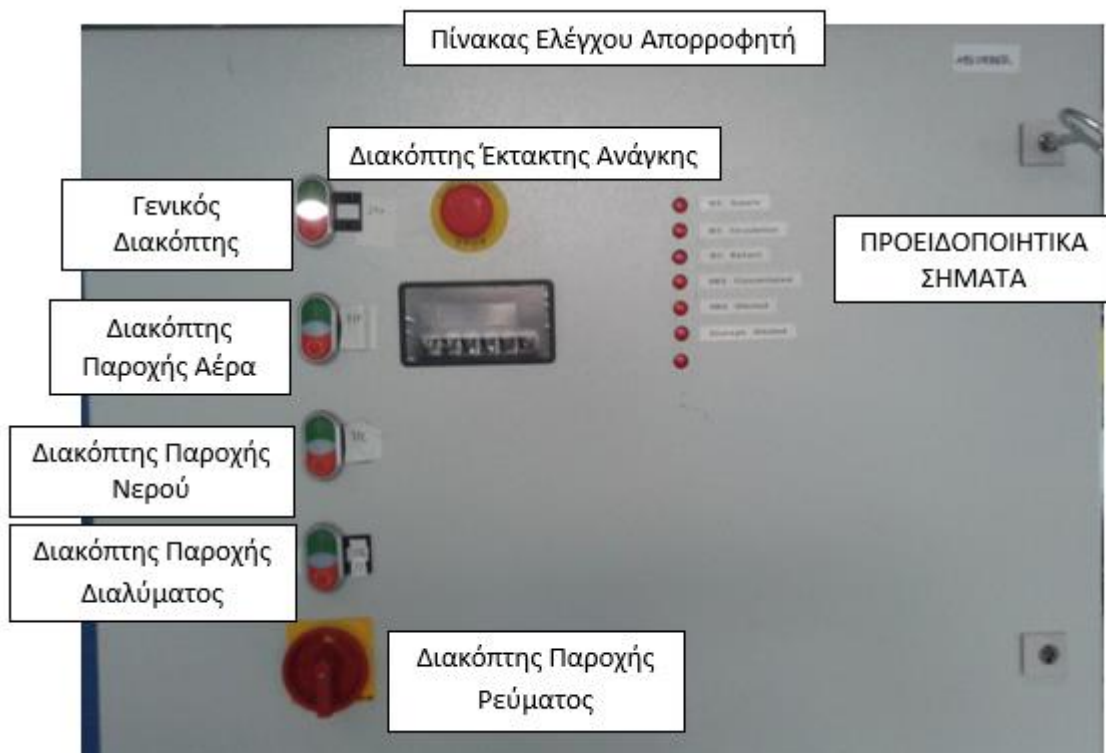 Πίνακας Ελέγχου Απορροφητή
Διακόπτης Έκτακτης Ανάγκης
Γενικός
Διακόπτης
ΠΡΟΕΙΔΟΠΟΙΗΤΙΚΑ
ΣΗΜΑΤΑ
Διακόπτης
Παροχής Αέρα
Διακόπτης Παροχής
Νερού
Διακόπτης Παροχής
Διαλύματος
Διακόπτης Παροχής
Ρεύματος